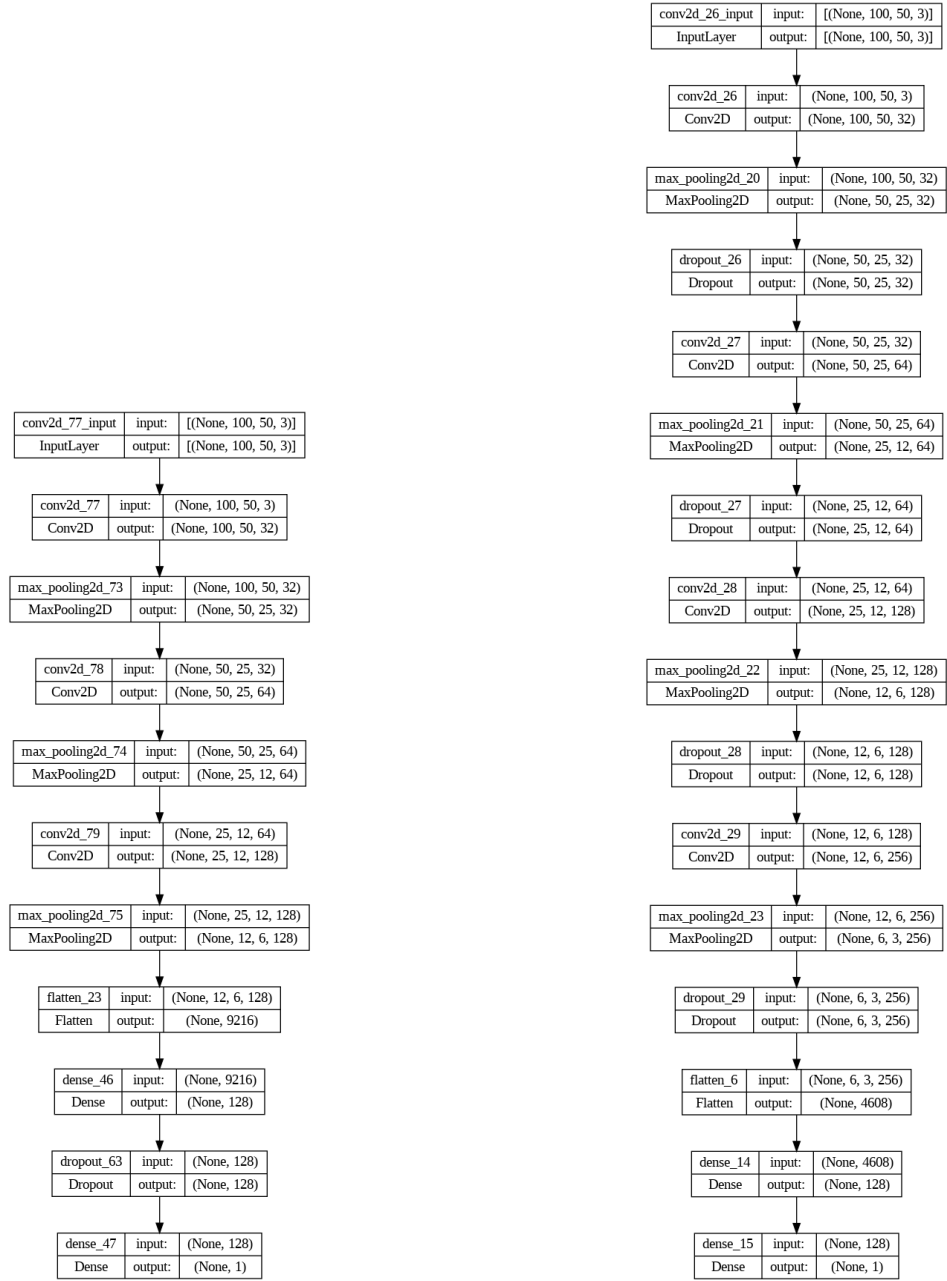 conv2d_77_input input: [(None, 100, 50, 3)]
InputLayer output: [(None, 100, 50, 3)]
conv2d_77 input: (None, 100, 50, 3)
Conv2D output: (None, 100, 50, 32)
max_pooling2d_73 input: (None, 100, 50, 32)
MaxPooling2D output: (None, 50, 25, 32)
conv2d_78 input: (None, 50, 25, 32)
Conv2D output: (None, 50, 25, 64)
max_pooling2d_74 input: (None, 50, 25, 64)
MaxPooling2D output: (None, 25, 12, 64)
conv2d_79 input: (None, 25, 12, 64)
Conv2D output: (None, 25, 12, 128)
max_pooling2d_75 input: (None, 25, 12, 128)
MaxPooling2D output: (None, 12, 6, 128)
flatten_23 input: (None, 12, 6, 128)
Flatten output: (None, 9216)
dense_46 input: (None, 9216)
Dense output: (None, 128)
dropout_63 input: (None, 128)
Dropout output: (None, 128)
dense_47 input: (None, 128)
Dense output: (None, 1)
conv2d_26_input input: [(None, 100, 50, 3)]
InputLayer output: [(None, 100, 50, 3)]
conv2d_26 input: (None, 100, 50, 3)
Conv2D output: (None, 100, 50, 32)
max_pooling2d_20 input: (None, 100, 50, 32)
MaxPooling2D output: (None, 50, 25, 32)
dropout_26 input: (None, 50, 25, 32)
Dropout output: (None, 50, 25, 32)
conv2d_27 input: (None, 50, 25, 32)
Conv2D output: (None, 50, 25, 64)
max_pooling2d_21 input: (None, 50, 25, 64)
MaxPooling2D output: (None, 25, 12, 64)
dropout_27 input: (None, 25, 12, 64)
Dropout output: (None, 25, 12, 64)
conv2d_28 input: (None, 25, 12, 64)
Conv2D output: (None, 25, 12, 128)
max_pooling2d_22 input: (None, 25, 12, 128)
MaxPooling2D output: (None, 12, 6, 128)
dropout_28 input: (None, 12, 6, 128)
Dropout output: (None, 12, 6, 128)
conv2d_29 input: (None, 12, 6, 128)
Conv2D output: (None, 12, 6, 256)
max_pooling2d_23 input: (None, 12, 6, 256)
MaxPooling2D output: (None, 6, 3, 256)
dropout_29 input: (None, 6, 3, 256)
Dropout output: (None, 6, 3, 256)
flatten_6 input: (None, 6, 3, 256)
Flatten output: (None, 4608)
dense_14 input: (None, 4608)
Dense output: (None, 128)
dense_15 input: (None, 128)
Dense output: (None, 1)